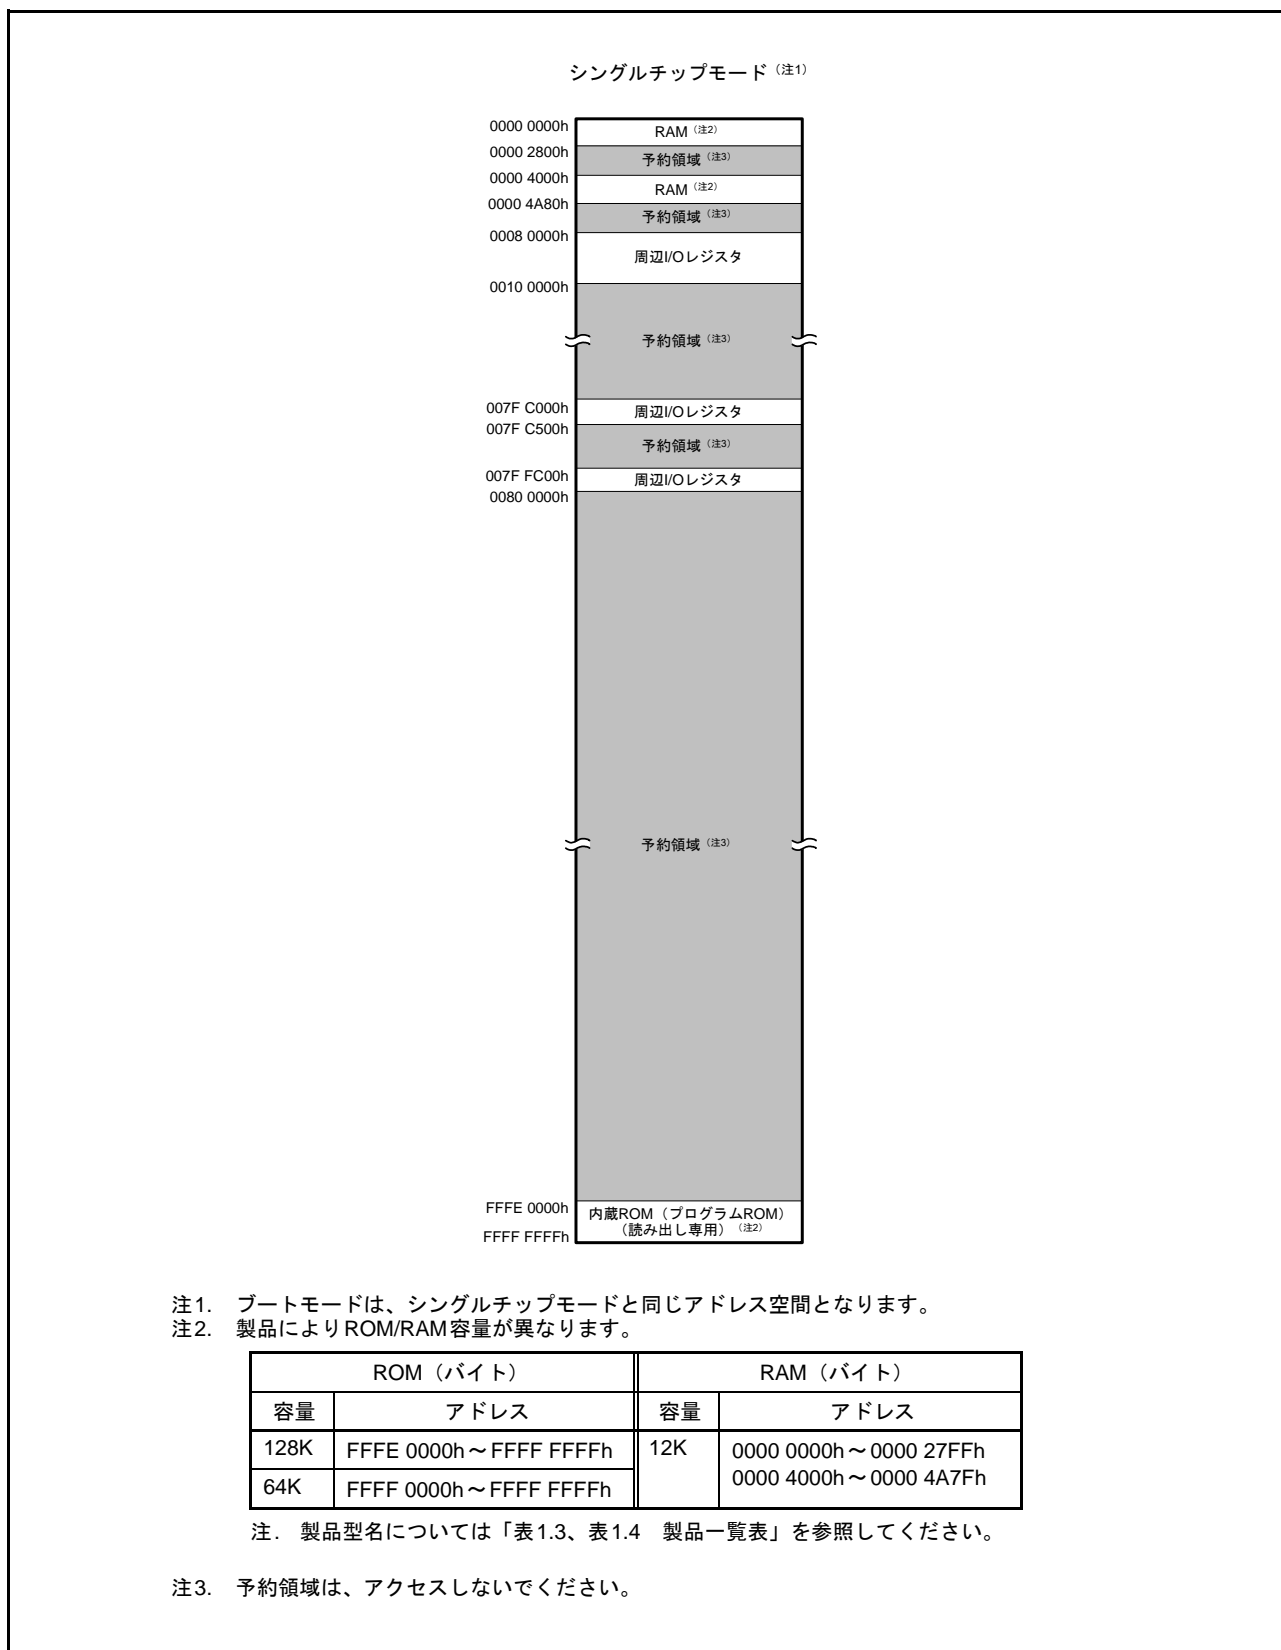 シングルチップモード（注1）
0000 0000h
RAM（注2）
0000 2800h
予約領域（注3）
0000 4000h
RAM（注2）
0000 4A80h
予約領域（注3）
0008 0000h
周辺I/Oレジスタ
0010 0000h
予約領域（注3）
007F C000h
周辺I/Oレジスタ
007F C500h
予約領域（注3）
007F FC00h
周辺I/Oレジスタ
0080 0000h
予約領域（注3）
FFFE 0000h
内蔵ROM（プログラムROM）
（読み出し専用）（注2）
FFFF FFFFh
注1. ブートモードは、シングルチップモードと同じアドレス空間となります。
注2. 製品によりROM/RAM容量が異なります。
ROM（バイト） RAM（バイト）
容量 アドレス 容量 アドレス
128K FFFE 0000h～FFFF FFFFh 12K 0000 0000h～0000 27FFh
0000 4000h～0000 4A7Fh
64K FFFF 0000h～FFFF FFFFh
注. 製品型名については「表1.3、表1.4 製品一覧表」を参照してください。
注3. 予約領域は、アクセスしないでください。